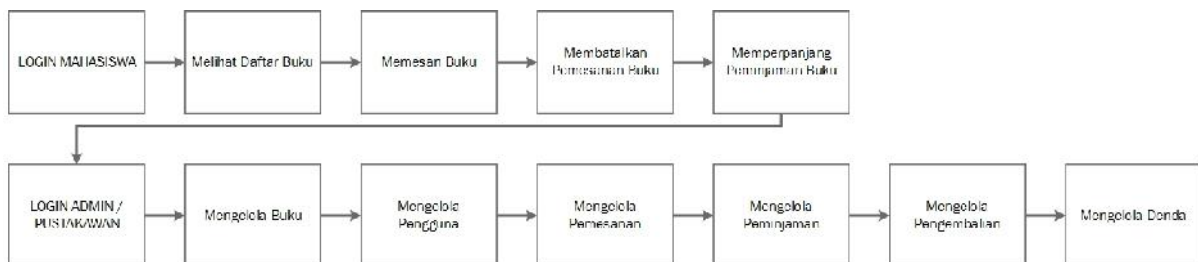 LOGIN MAHASISWA
Melihat Daftar Buku
Memesan Buku
Membatalkan
Pemesanan Buku
Memperpanjang
Peminjaman Buku
LOGIN ADMIN /
PUSTAKAWAN
Mengelola Buku
Mengelola
Pengguna
Mengelola
Pemesanan
Mengelola
Peminjaman
Mengelola
Pengembalian
Mengelola Denda